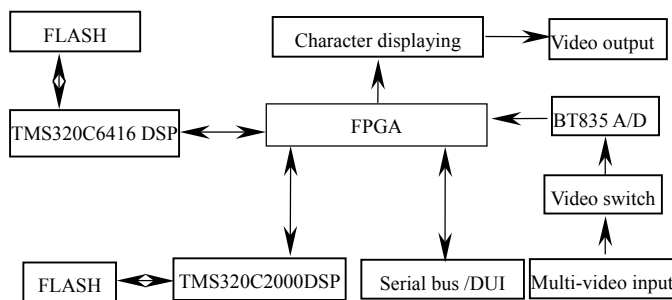 FLASH
Character displaying
Video output
TMS320C6416 DSP
FPGA
BT835 A/D
Video switch
FLASH
TMS320C2000DSP
Serial bus /DUI
Multi-video input